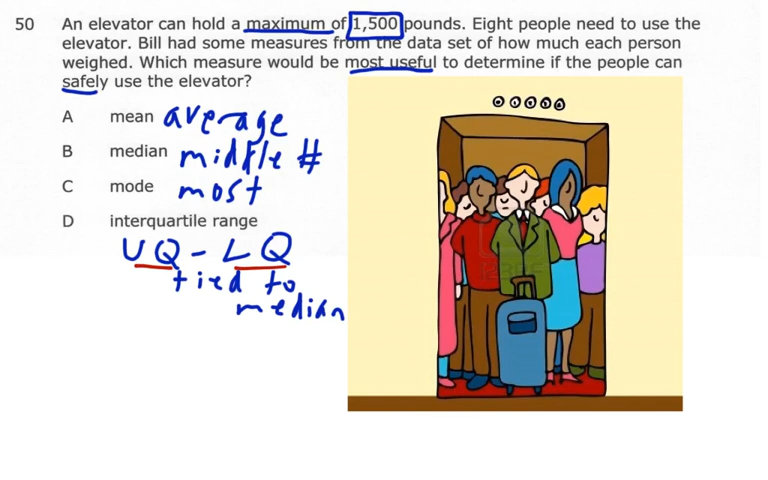 50 An elevator can hold a maximum of 1,500 pounds. Eight people need to use the
elevator. Bill had some measures from the data set of how much each person
weighed. Which measure would be most useful to determine if the people can
safely use the elevator?
A mean average
B median middle #
C mode most
D interquartile range
UQ - LQ
tied to
median